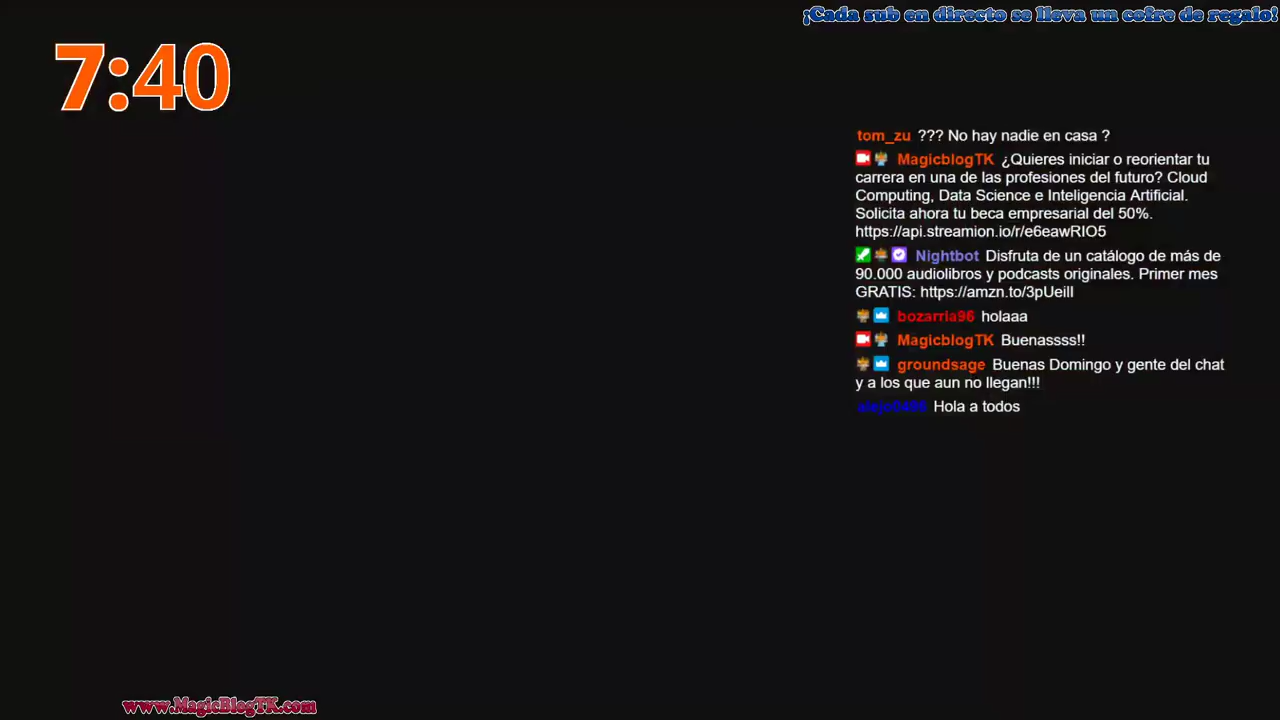 ¡Cada sub en directo se lleva un cofre de regalo!
7:40
tom_zu ??? No hay nadie en casa ?
MagicblogTK ¿Quieres iniciar o reorientar tu
carrera en una de las profesiones del futuro? Cloud
Computing, Data Science e Inteligencia Artificial.
Solicita ahora tu beca empresarial del 50%.
https://api.streamion.io/r/e6eawRIO5
Nightbot Disfruta de un catálogo de más de
90.000 audiolibros y podcasts originales. Primer mes
GRATIS: https://amzn.to/3pUeiIl
bozarria96 holaaa
MagicblogTK Buenassss!!
groundsage Buenas Domingo y gente del chat
y a los que aun no llegan!!!
alejo0496 Hola a todos
www.MagicBlogTK.com